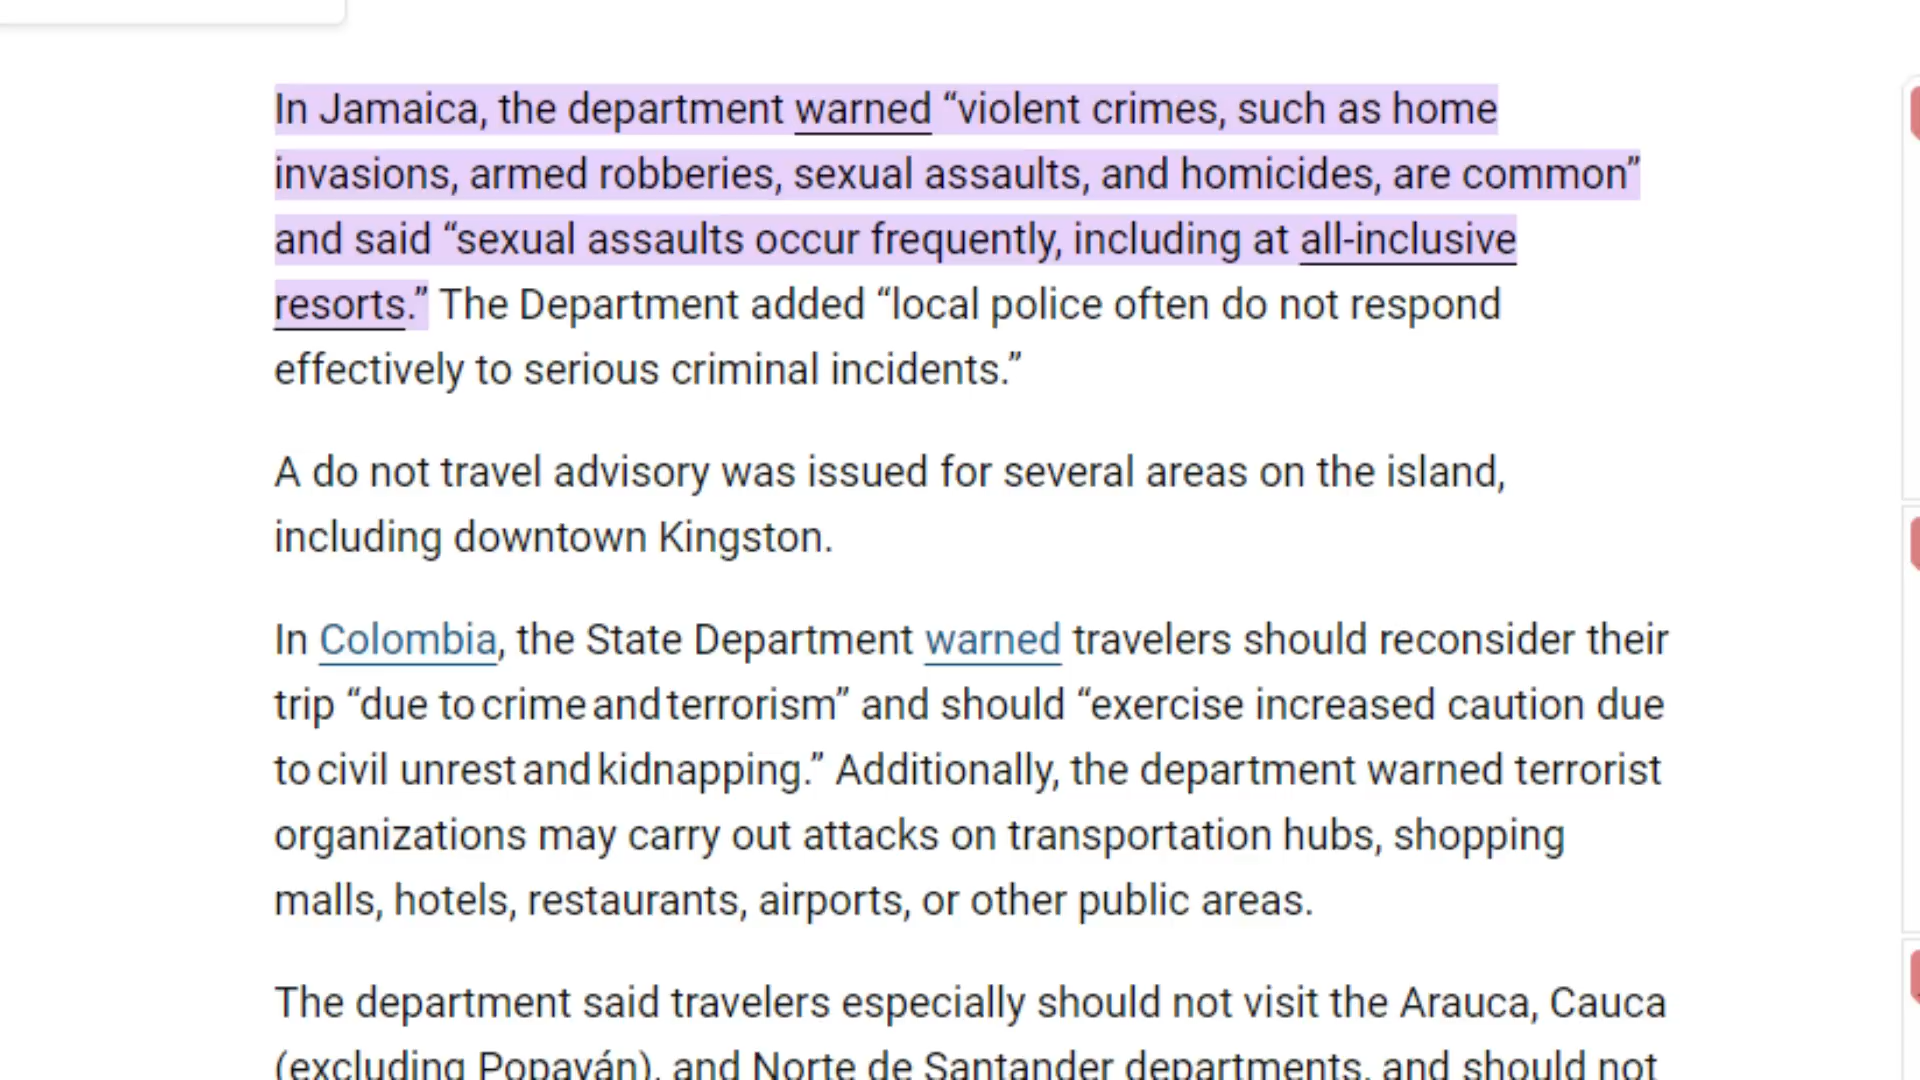 In Jamaica, the department warned “violent crimes, such as home
invasions, armed robberies, sexual assaults, and homicides, are common”
and said “sexual assaults occur frequently, including at all-inclusive
resorts.” The Department added “local police often do not respond
effectively to serious criminal incidents.”
A do not travel advisory was issued for several areas on the island,
including downtown Kingston.
In Colombia, the State Department warned travelers should reconsider their
trip “due to crime and terrorism” and should “exercise increased caution due
to civil unrest and kidnapping.” Additionally, the department warned terrorist
organizations may carry out attacks on transportation hubs, shopping
malls, hotels, restaurants, airports, or other public areas.
The department said travelers especially should not visit the Arauca, Cauca
(excluding Popayán), and Norte de Santander departments, and should not